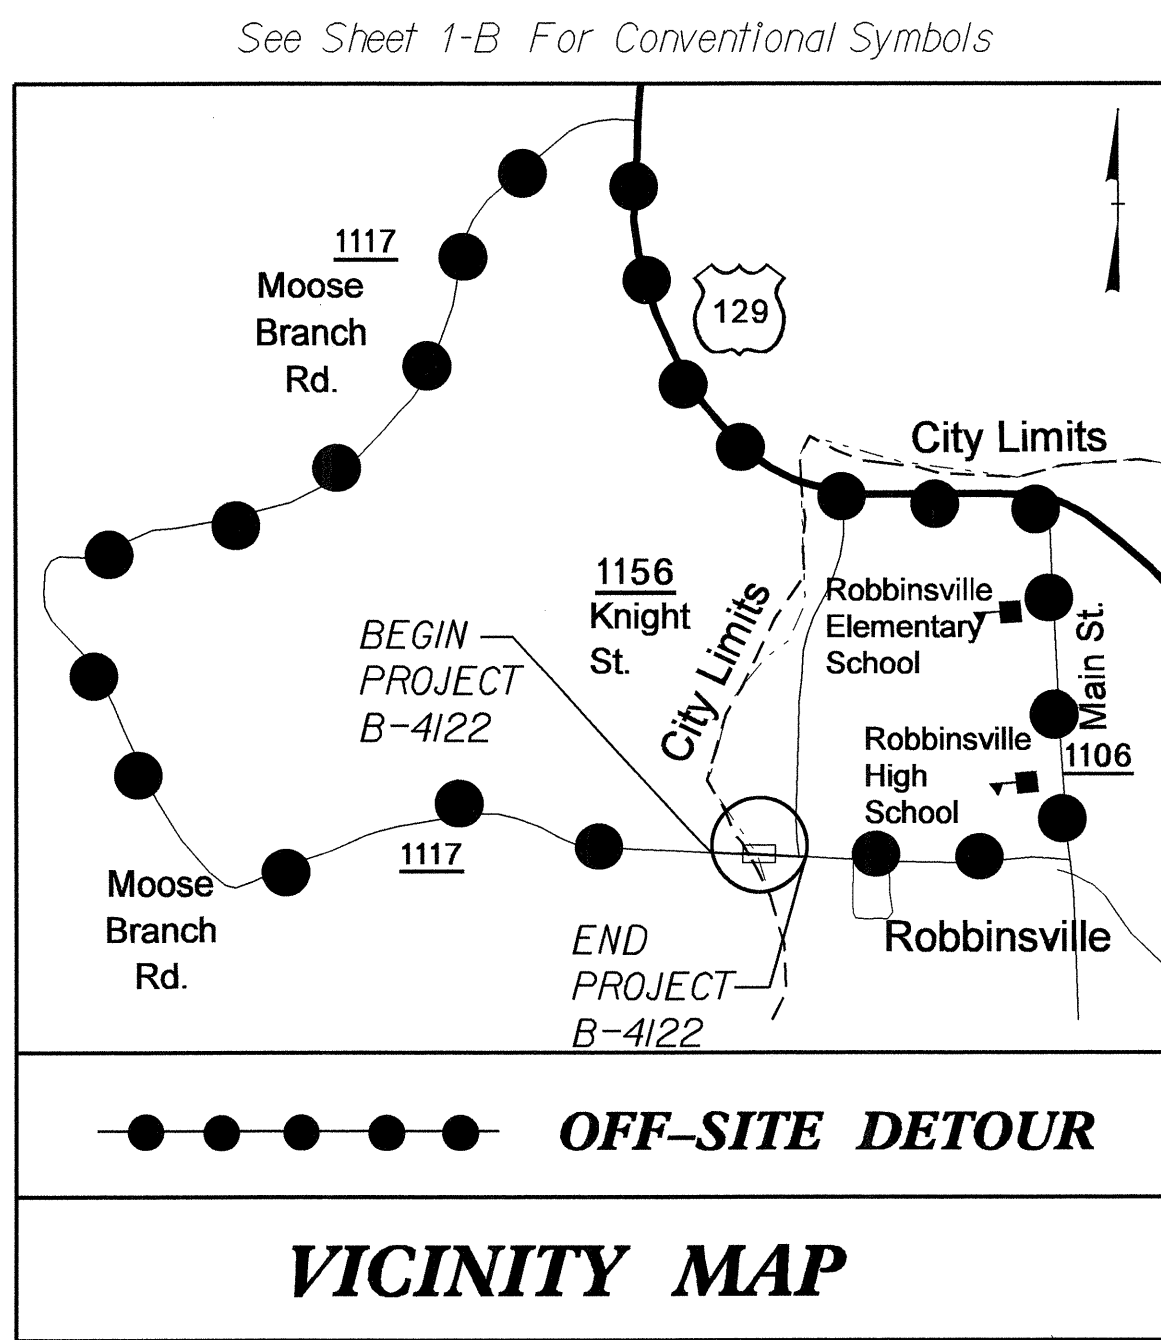 See Sheet 1-B For Conventional Symbols
1117
Moose
Branch
Rd.
129
City Limits
1156
Knight
St.
City Limits
Robbinsville
Elementary
School
Main St.
BEGIN
PROJECT
B-4122
Robbinsville
High
School
1106
1117
Moose
Branch
Rd.
Robbinsville
END
PROJECT
B-4122
OFF-SITE DETOUR
VICINITY MAP